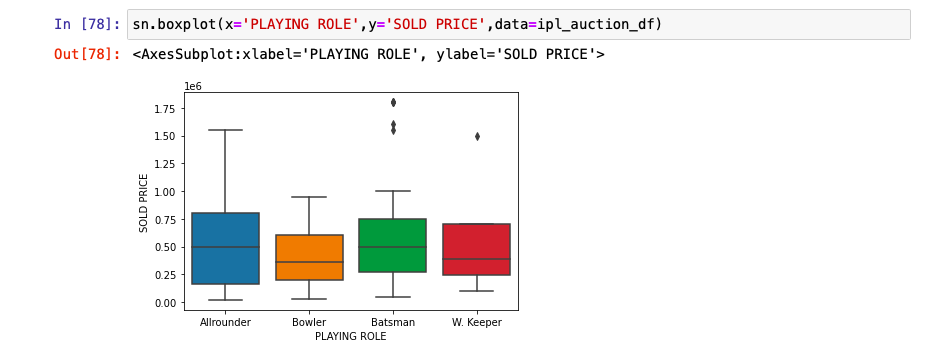 In [78]: sn.boxplot(x='PLAYING ROLE',y='SOLD PRICE',data=ipl_auction_df)
Out[78]: <AxesSubplot:xlabel='PLAYING ROLE', ylabel='SOLD PRICE'>
1e6
1.75
1.50
1.25
1.00
0.75
0.50
0.25
0.00
SOLD PRICE
Allrounder Bowler Batsman W. Keeper
PLAYING ROLE